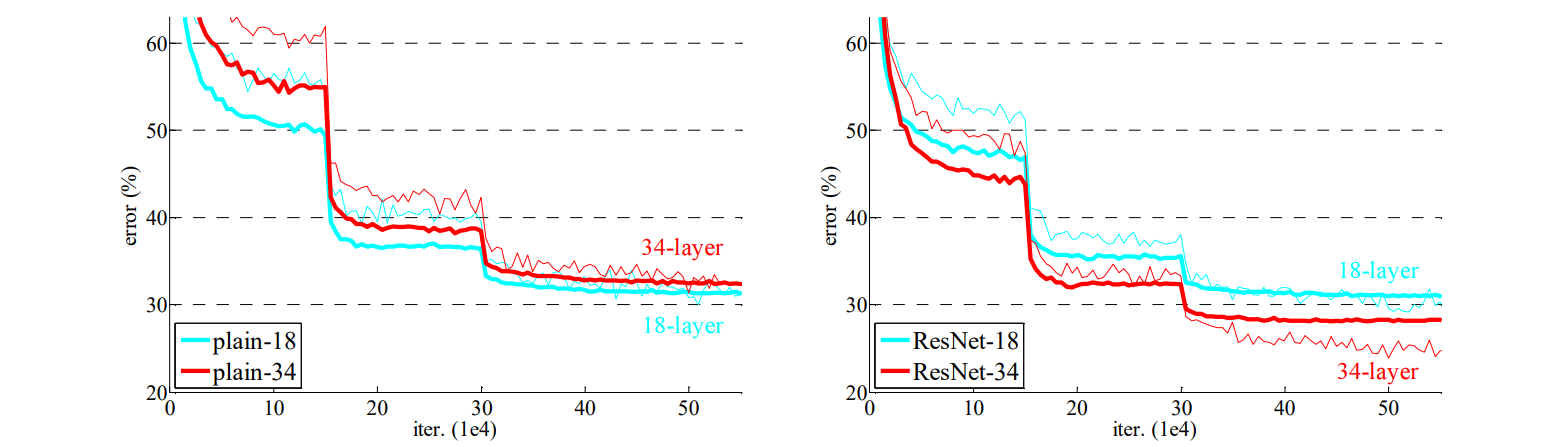 60
50
40
30
20
error (%)
34-layer
18-layer
plain-18
plain-34
0 10 20 30 40 50
iter. (1e4)
60
50
40
30
20
error (%)
18-layer
34-layer
ResNet-18
ResNet-34
0 10 20 30 40 50
iter. (1e4)